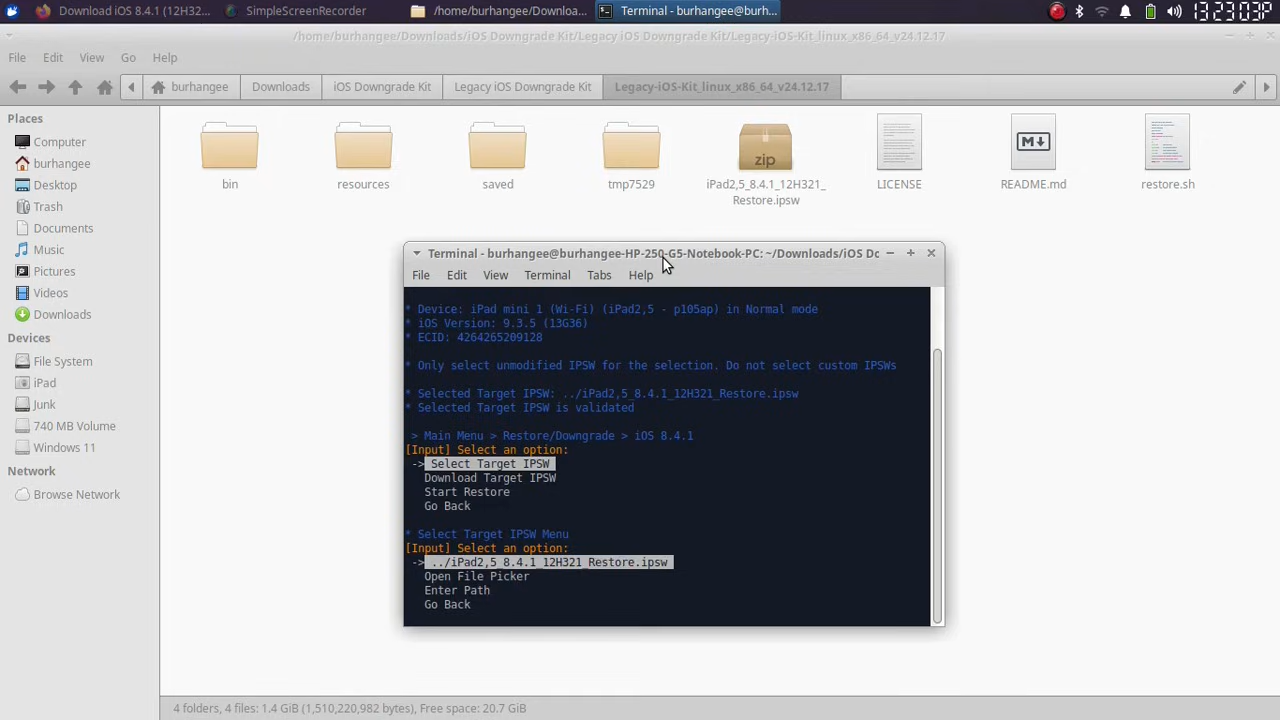 Download iOS 8.4.1 (12H32...
SimpleScreenRecorder
/home/burhangee/Downloa...
Terminal - burhangee@burh...
13:23:03P
/home/burhangee/Downloads/iOS Downgrade Kit/Legacy iOS Downgrade Kit/Legacy-iOS-Kit_linux_x86_64_v24.12.17
File Edit View Go Help
burhangee Downloads iOS Downgrade Kit Legacy iOS Downgrade Kit Legacy-iOS-Kit_linux_x86_64_v24.12.17
Places
Computer
burhangee
Desktop
Trash
Documents
Music
Pictures
Videos
Downloads
Devices
File System
iPad
Junk
740 MB Volume
Windows 11
Network
Browse Network
bin
resources
saved
tmp7529
zip
iPad2,5_8.4.1_12H321_
Restore.ipsw
LICENSE
M
README.md
restore.sh
Terminal - burhangee@burhangee-HP-250-G5-Notebook-PC: ~/Downloads/iOS Dc
File Edit View Terminal Tabs Help
* Device: iPad mini 1 (Wi-Fi) (iPad2,5 - p105ap) in Normal mode
* iOS Version: 9.3.5 (13G36)
* ECID: 4264265209128
* Only select unmodified IPSW for the selection. Do not select custom IPSWs
* Selected Target IPSW: ../iPad2,5_8.4.1_12H321_Restore.ipsw
* Selected Target IPSW is validated
> Main Menu > Restore/Downgrade > iOS 8.4.1
[Input] Select an option:
-> Select Target IPSW
Download Target IPSW
Start Restore
Go Back
* Select Target IPSW Menu
[Input] Select an option:
-> ../iPad2,5_8.4.1_12H321_Restore.ipsw
Open File Picker
Enter Path
Go Back
4 folders, 4 files: 1.4 GiB (1,510,220,982 bytes), Free space: 20.7 GiB